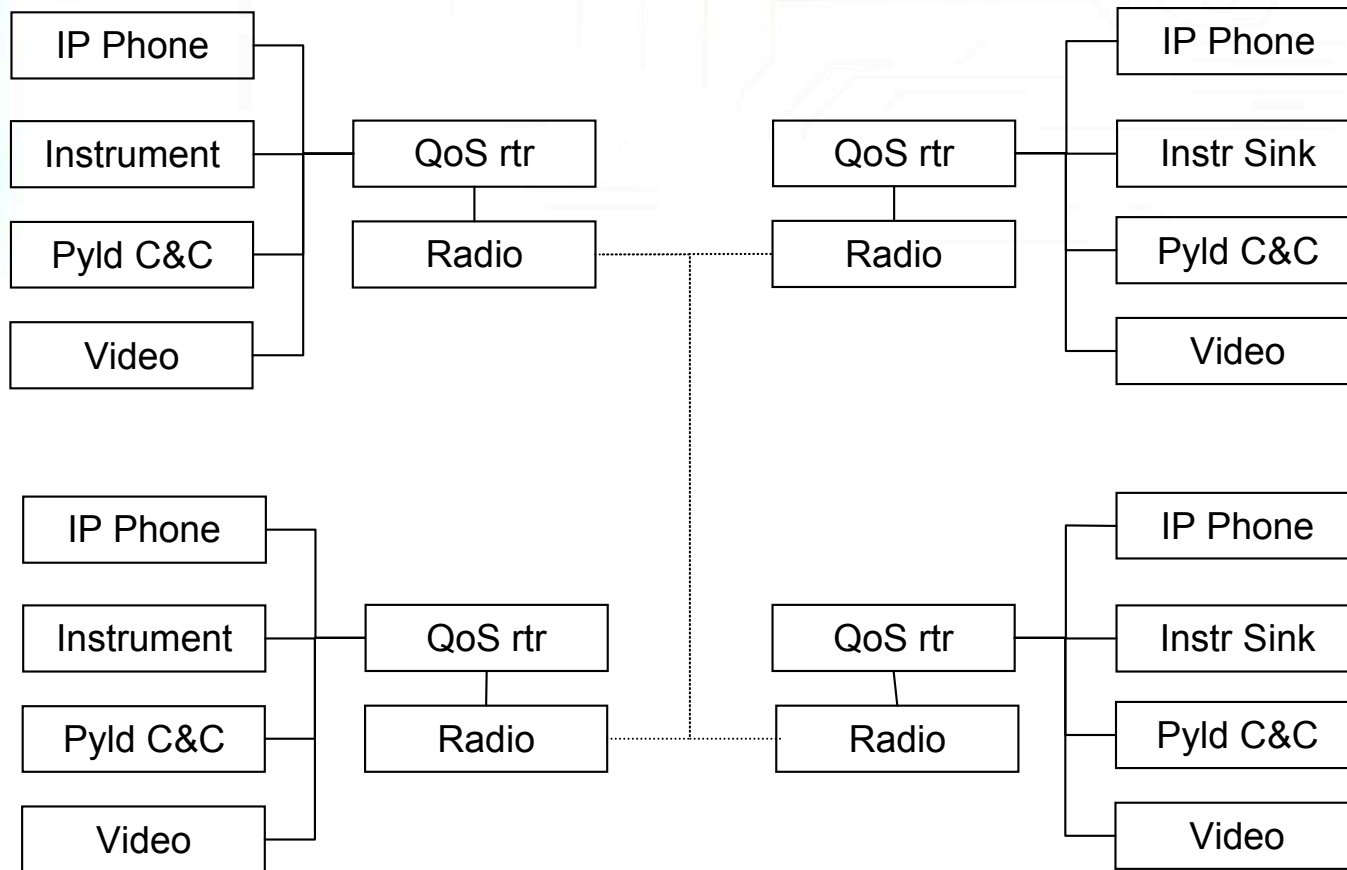 IP Phone
Instrument
Pyld C&C
Video
QoS rtr
Radio
QoS rtr
Radio
IP Phone
Instr Sink
Pyld C&C
Video
IP Phone
Instrument
Pyld C&C
Video
QoS rtr
Radio
QoS rtr
Radio
IP Phone
Instr Sink
Pyld C&C
Video